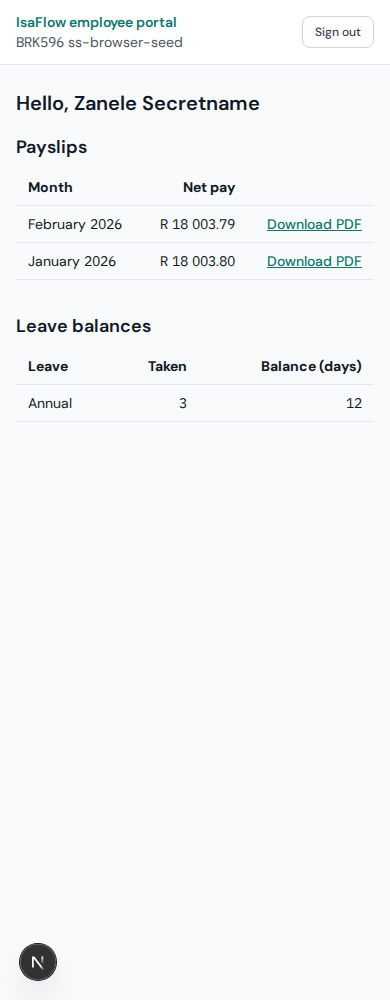 IsaFlow employee portal
BRK596 ss-browser-seed
Sign out
Hello, Zanele Secretname
Payslips
Month Net pay
February 2026 R 18 003.79 Download PDF
January 2026 R 18 003.80 Download PDF
Leave balances
Leave Taken Balance (days)
Annual 3 12
N